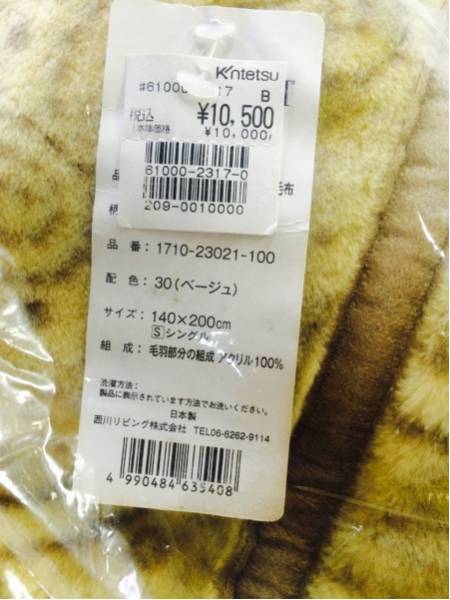 Kintetsu
#6100 17 B
税込 ¥10,500
本体価格 ¥10,000
61000-2317-0
209-0010000
毛布
品 番：1710-23021-100
配 色：30(ベージュ)
サイズ：140×200cm
Sシングル
組 成：毛羽部分の組成 アクリル100%
洗濯方法：
製品に表示されています方法でお洗いください。
日本製
西川リビング株式会社 TEL06-6262-9114
4 990484 635408